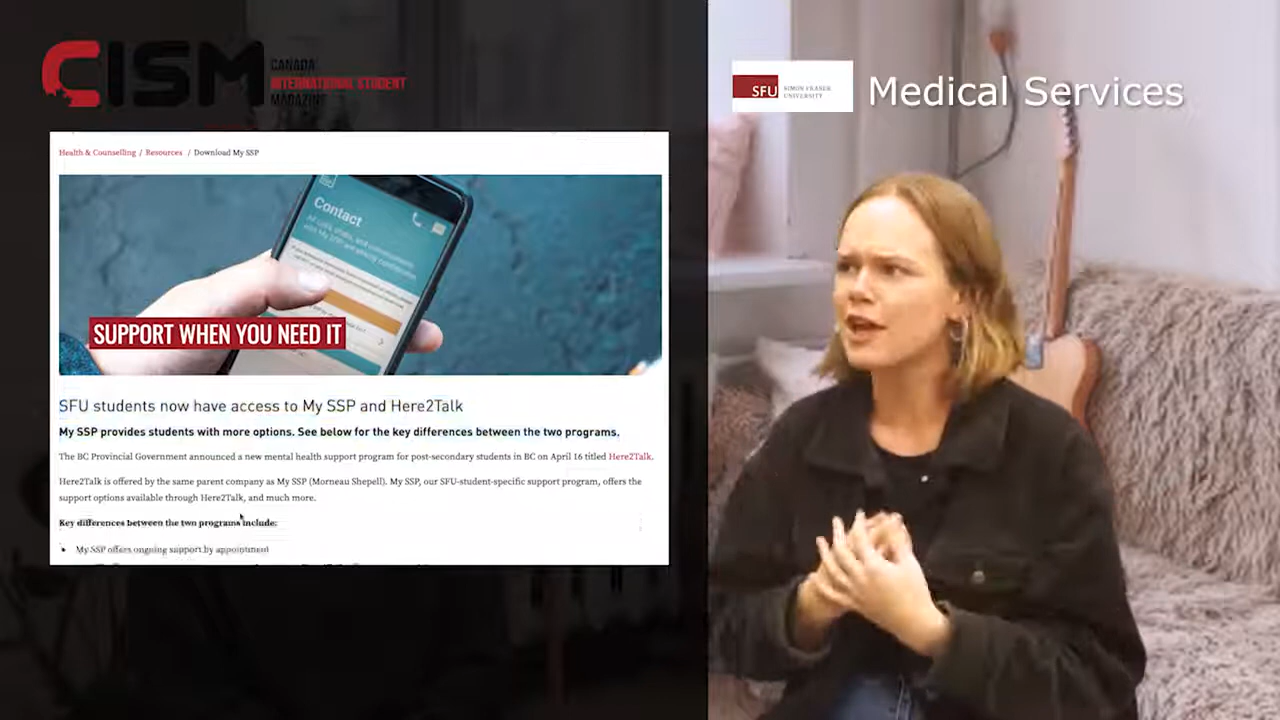 CISM CANADA
INTERNATIONAL STUDENT
MAGAZINE
SFU SIMON FRASER
UNIVERSITY
Medical Services
Health & Counselling / Resources / Download My SSP
Contact
SUPPORT WHEN YOU NEED IT
SFU students now have access to My SSP and Here2Talk
My SSP provides students with more options. See below for the key differences between the two programs.
The BC Provincial Government announced a new mental health support program for post-secondary students in BC on April 16 titled Here2Talk.
Here2Talk is offered by the same parent company as My SSP (Morneau Shepell). My SSP, our SFU-student-specific support program, offers the
support options available through Here2Talk, and much more.
Key differences between the two programs include:
• My SSP offers ongoing support by appointment